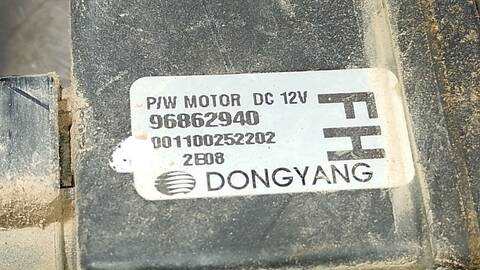 P/W MOTOR DC 12V
96862940
001100252202
2E08
DONGYANG
FH